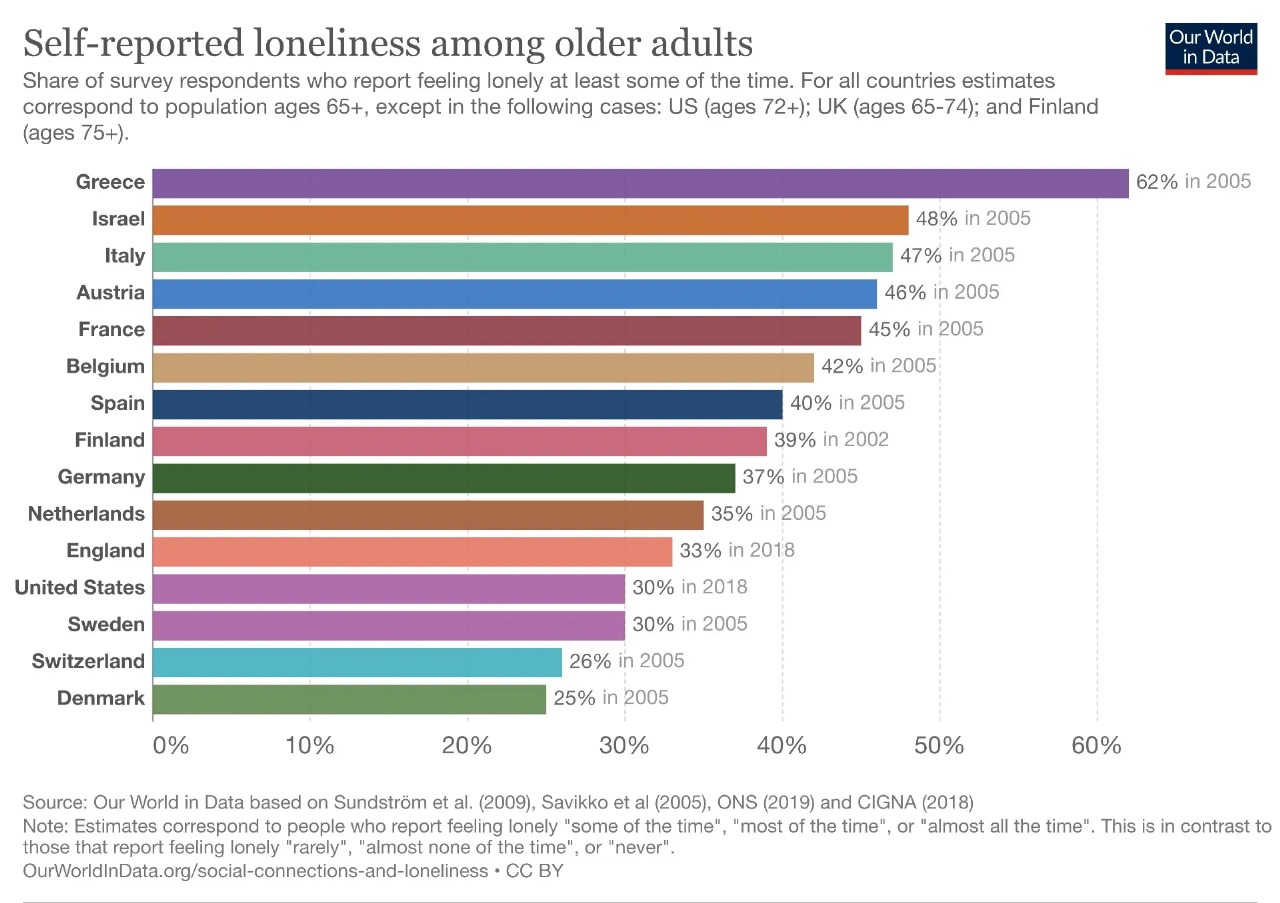 Self-reported loneliness among older adults
Our World
in Data
Share of survey respondents who report feeling lonely at least some of the time. For all countries estimates
correspond to population ages 65+, except in the following cases: US (ages 72+); UK (ages 65-74); and Finland
(ages 75+).
Greece 62% in 2005
Israel 48% in 2005
Italy 47% in 2005
Austria 46% in 2005
France 45% in 2005
Belgium 42% in 2005
Spain 40% in 2005
Finland 39% in 2002
Germany 37% in 2005
Netherlands 35% in 2005
England 33% in 2018
United States 30% in 2018
Sweden 30% in 2005
Switzerland 26% in 2005
Denmark 25% in 2005
0% 10% 20% 30% 40% 50% 60%
Source: Our World in Data based on Sundström et al. (2009), Savikko et al (2005), ONS (2019) and CIGNA (2018)
Note: Estimates correspond to people who report feeling lonely "some of the time", "most of the time", or "almost all the time". This is in contrast to
those that report feeling lonely "rarely", "almost none of the time", or "never".
OurWorldInData.org/social-connections-and-loneliness • CC BY